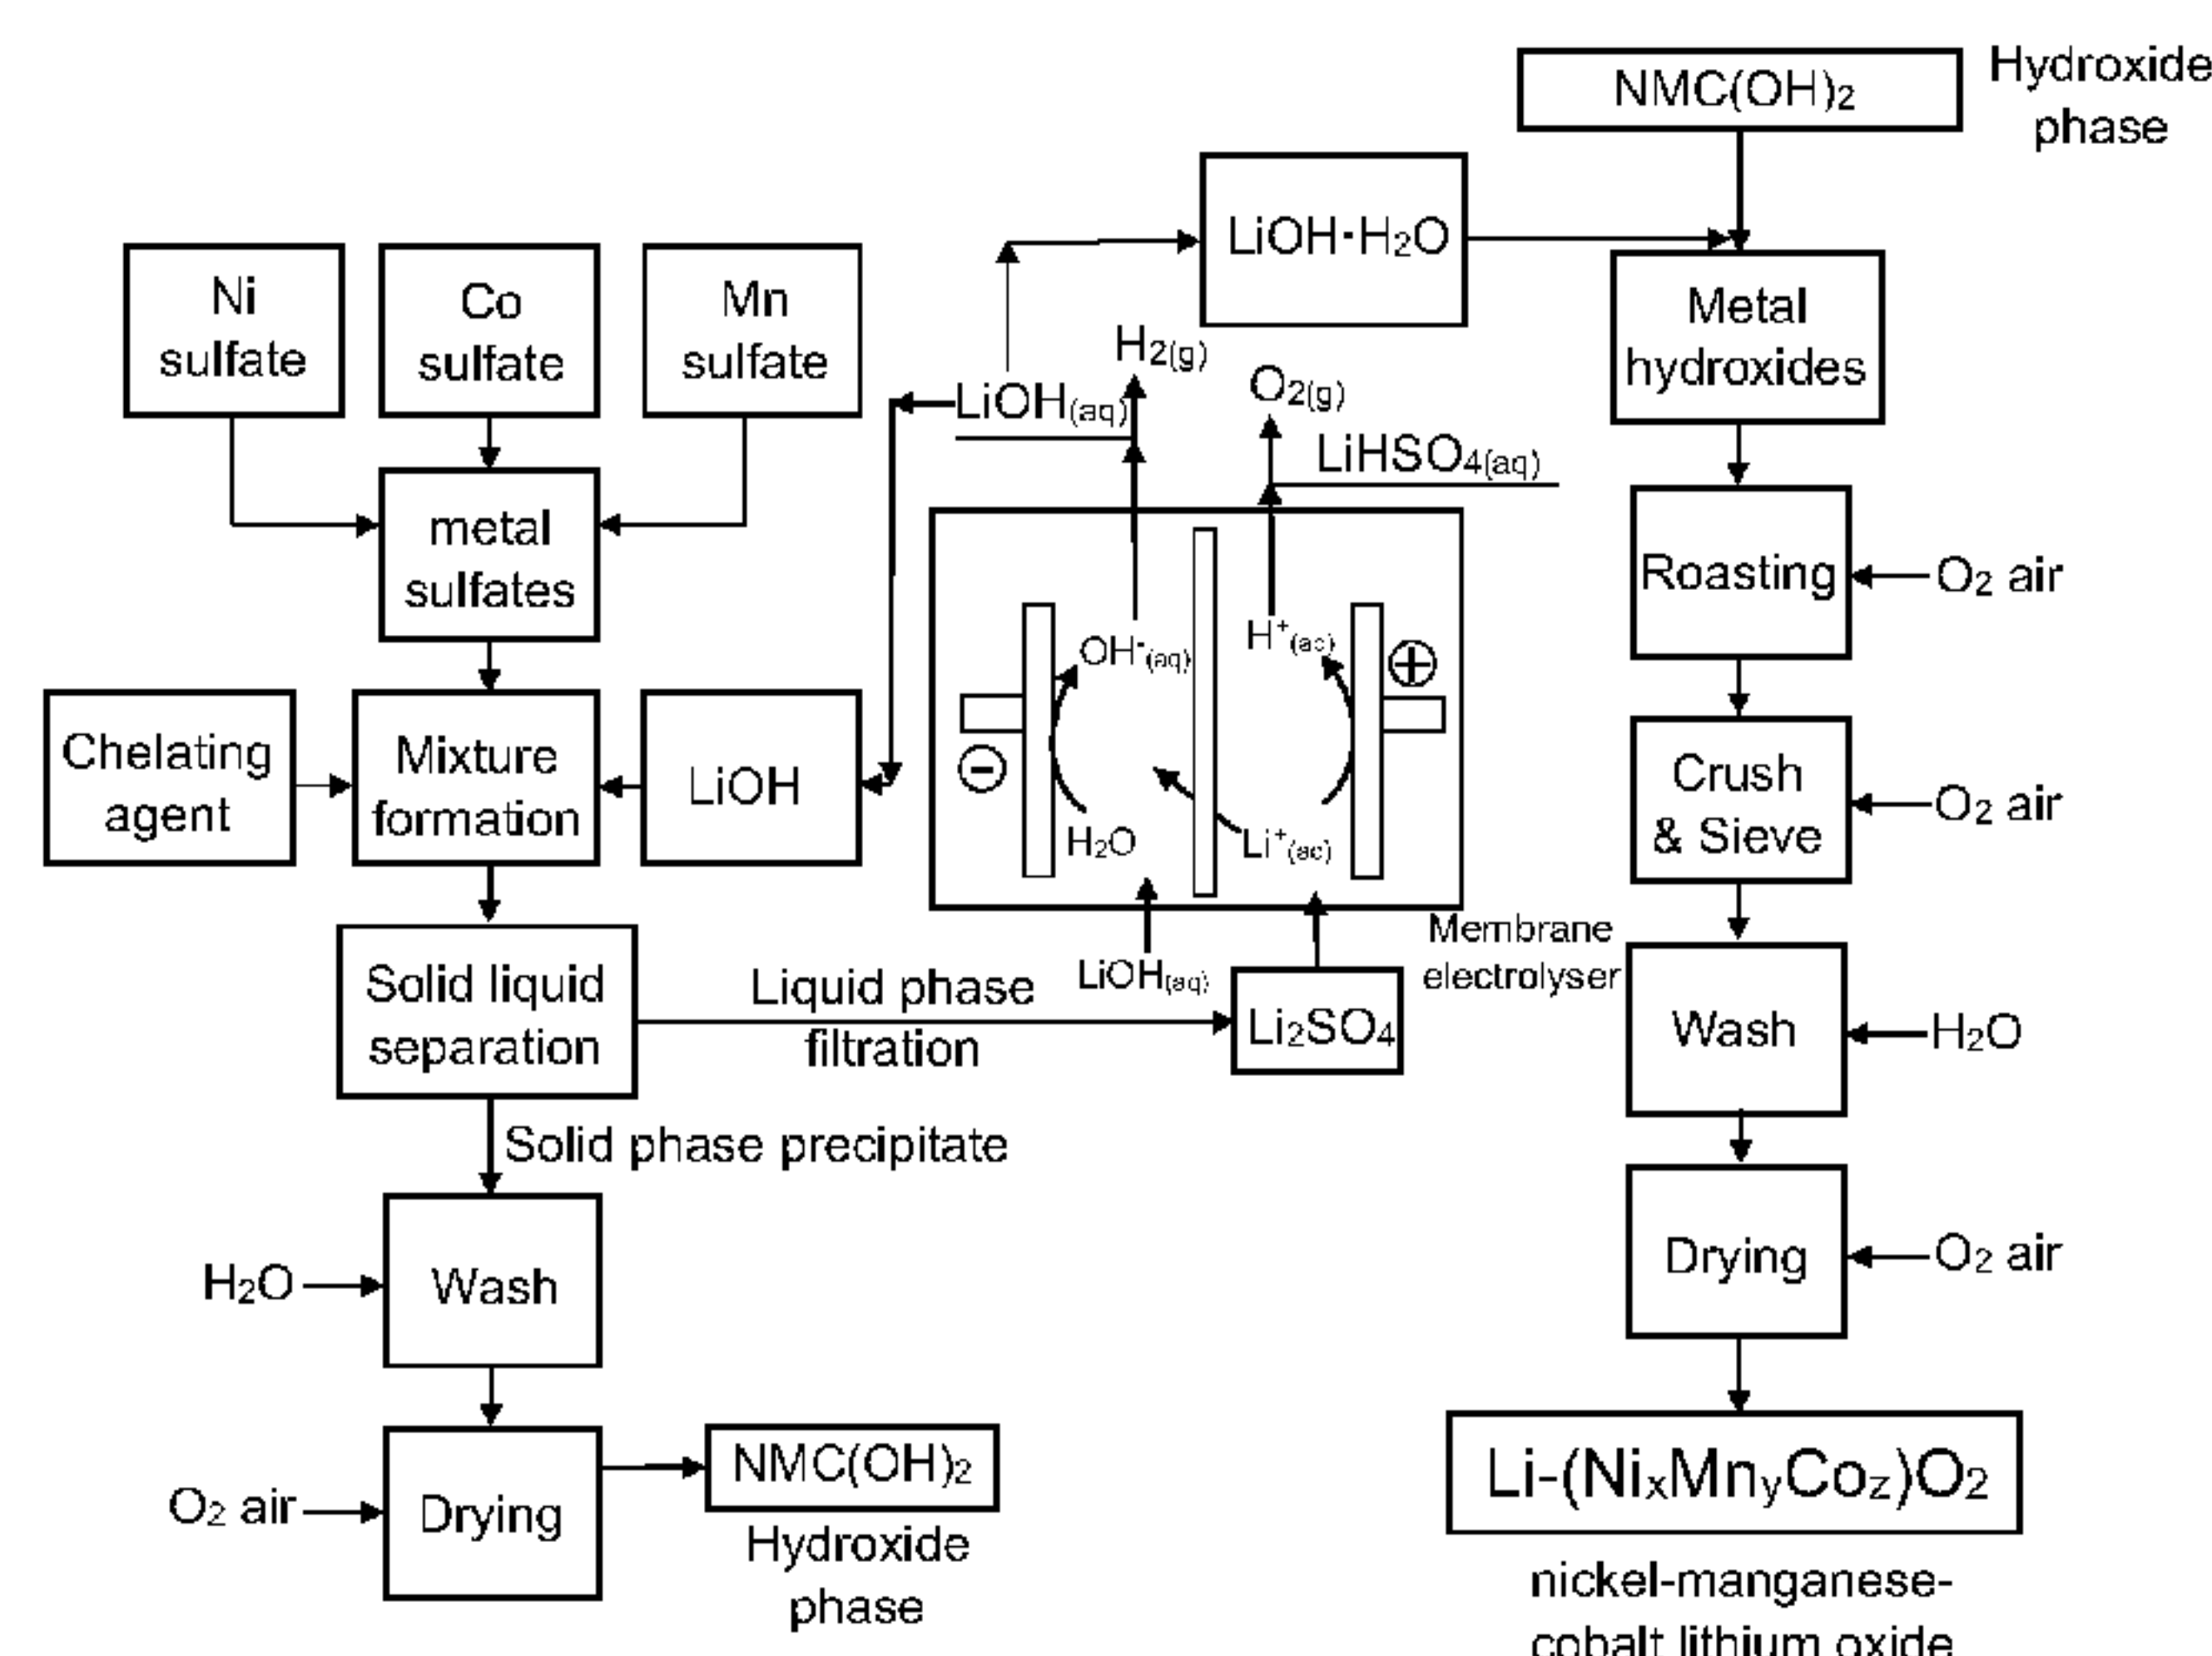 NMC(OH)₂
Hydroxide
phase
LiOH·H₂O
Ni
sulfate
Co
sulfate
Mn
sulfate
Metal
hydroxides
H₂(g)
O₂(g)
LiOH(aq)
LiHSO₄(aq)
metal
sulfates
Roasting
O₂ air
OH⁻(aq)
H⁺(aq)
+
-
Chelating
agent
Mixture
formation
LiOH
H₂O
Li⁺(aq)
Crush
& Sieve
O₂ air
Membrane
electrolyser
LiOH(aq)
Solid liquid
separation
Liquid phase
filtration
Li₂SO₄
Wash
H₂O
Solid phase precipitate
H₂O
Wash
Drying
O₂ air
O₂ air
Drying
NMC(OH)₂
Hydroxide
phase
Li-(NiₓMnᵧCo_z)O₂
nickel-manganese-
cobalt lithium oxide